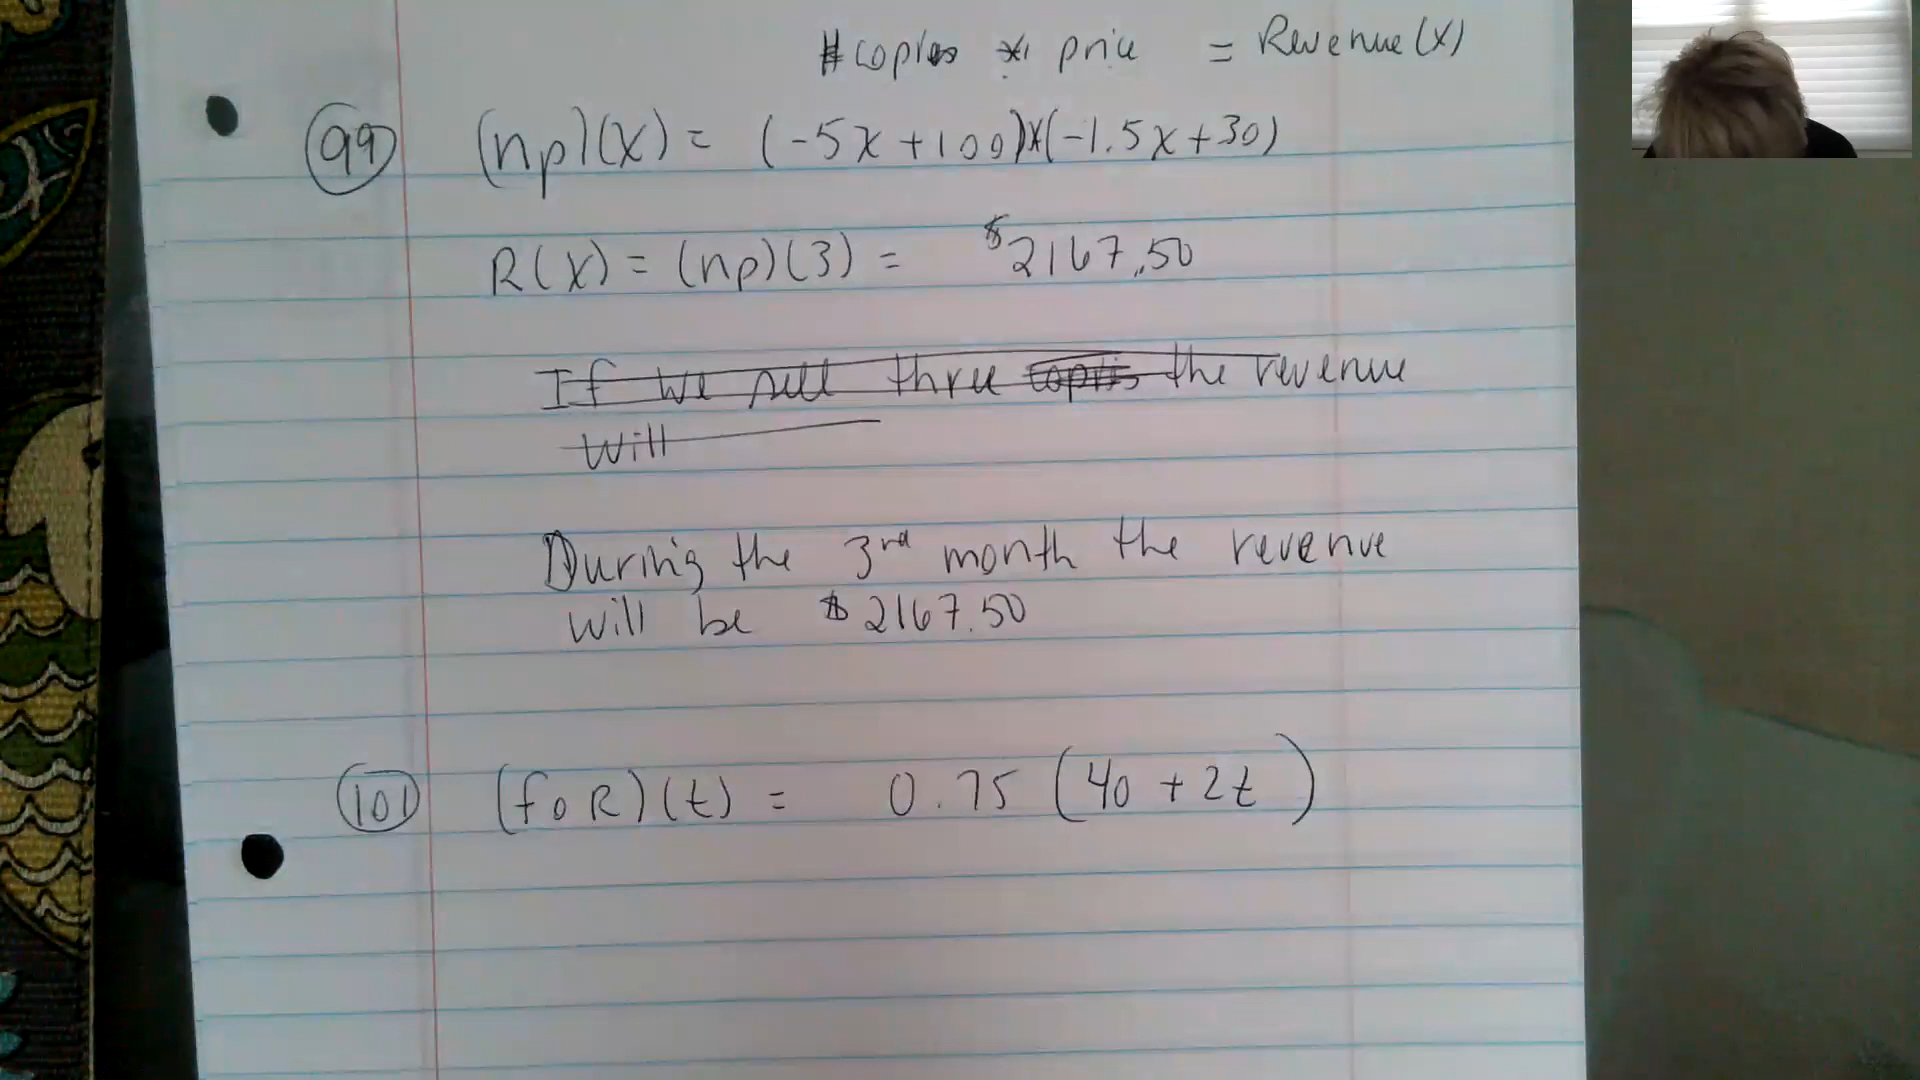 # copies * price = Revenue (x)
99 (np)(x) = (-5x + 100)*(-1.5x + 30)
R(x) = (np)(3) = $2167.50
If we sell three copies the revenue
will
During the 3rd month the revenue
will be $2167.50
101 (f o R)(t) = 0.75 (40 + 2t)